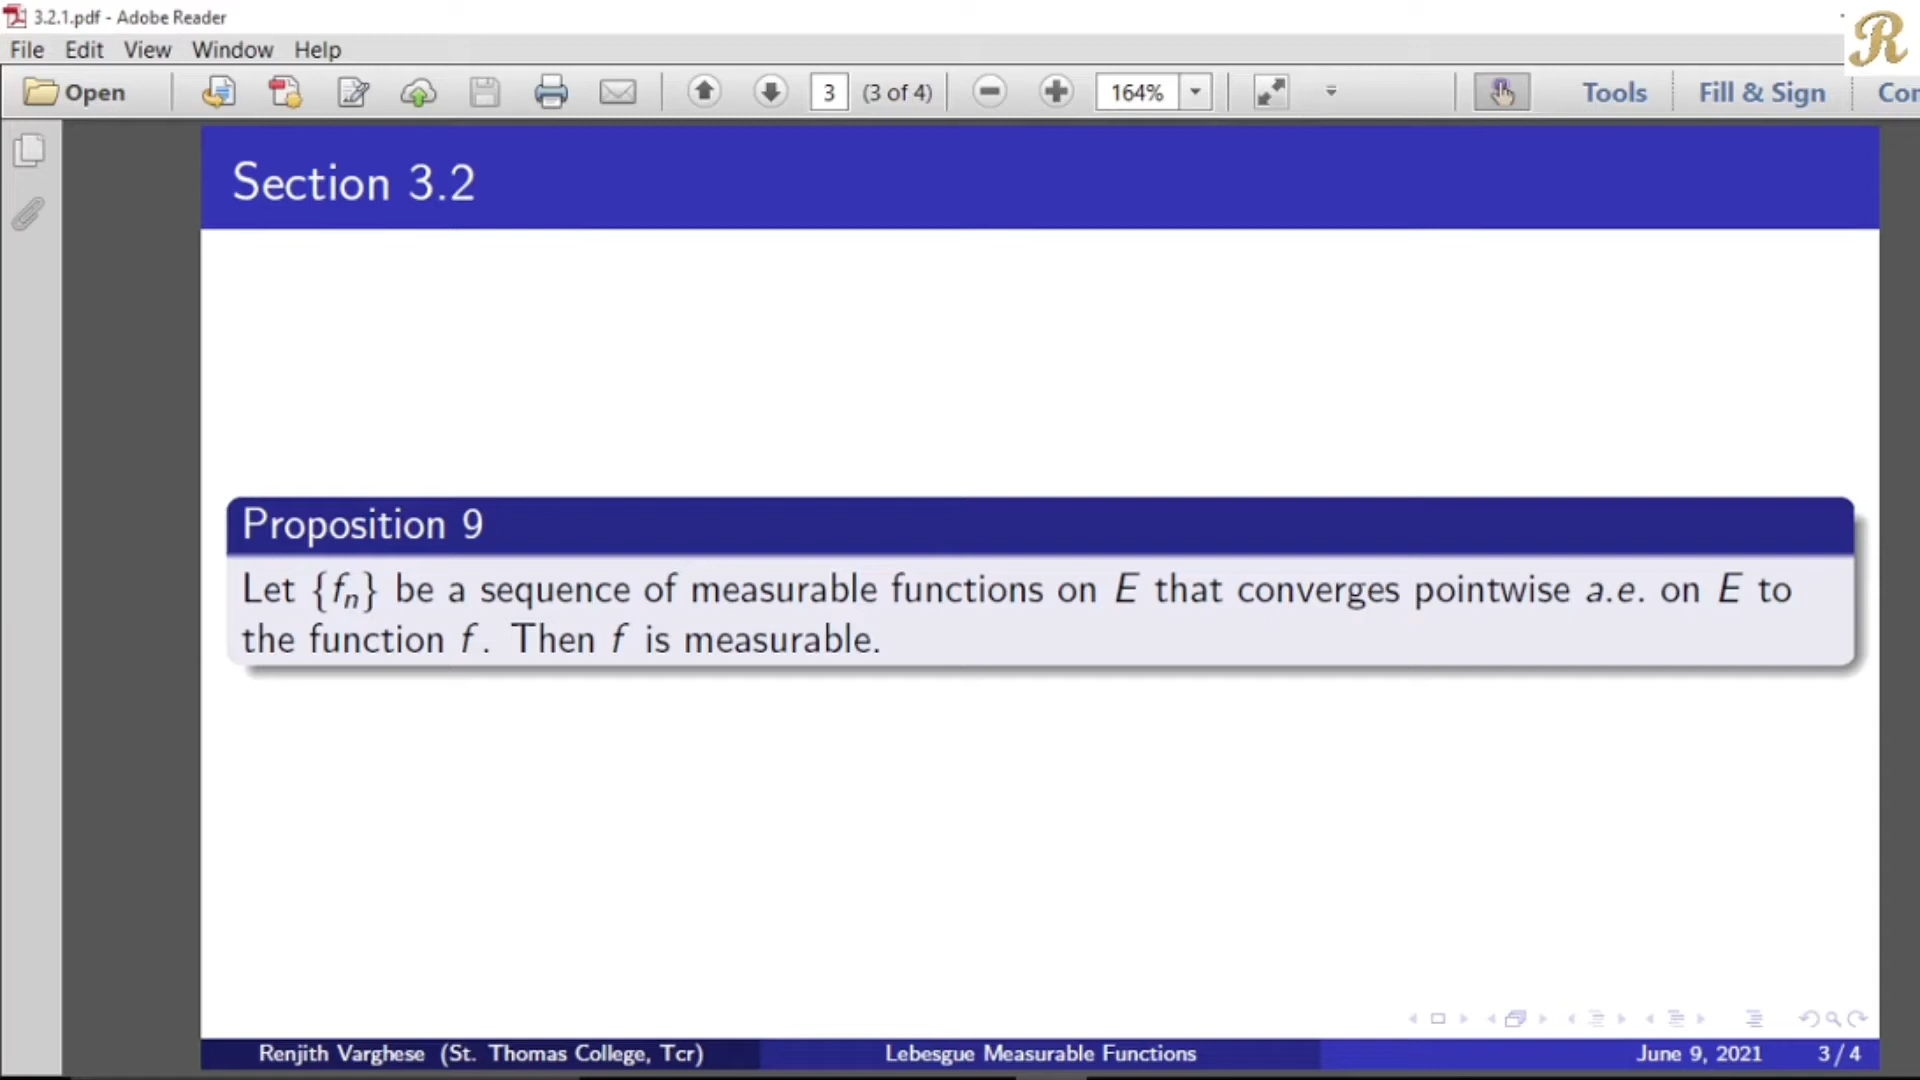 3.2.1.pdf - Adobe Reader
R
File Edit View Window Help
Open 3 (3 of 4) 164% Tools Fill & Sign
Section 3.2
Proposition 9
Let {fn} be a sequence of measurable functions on E that converges pointwise a.e. on E to
the function f. Then f is measurable.
Renjith Varghese (St. Thomas College, Tcr) Lebesgue Measurable Functions June 9, 2021 3 / 4